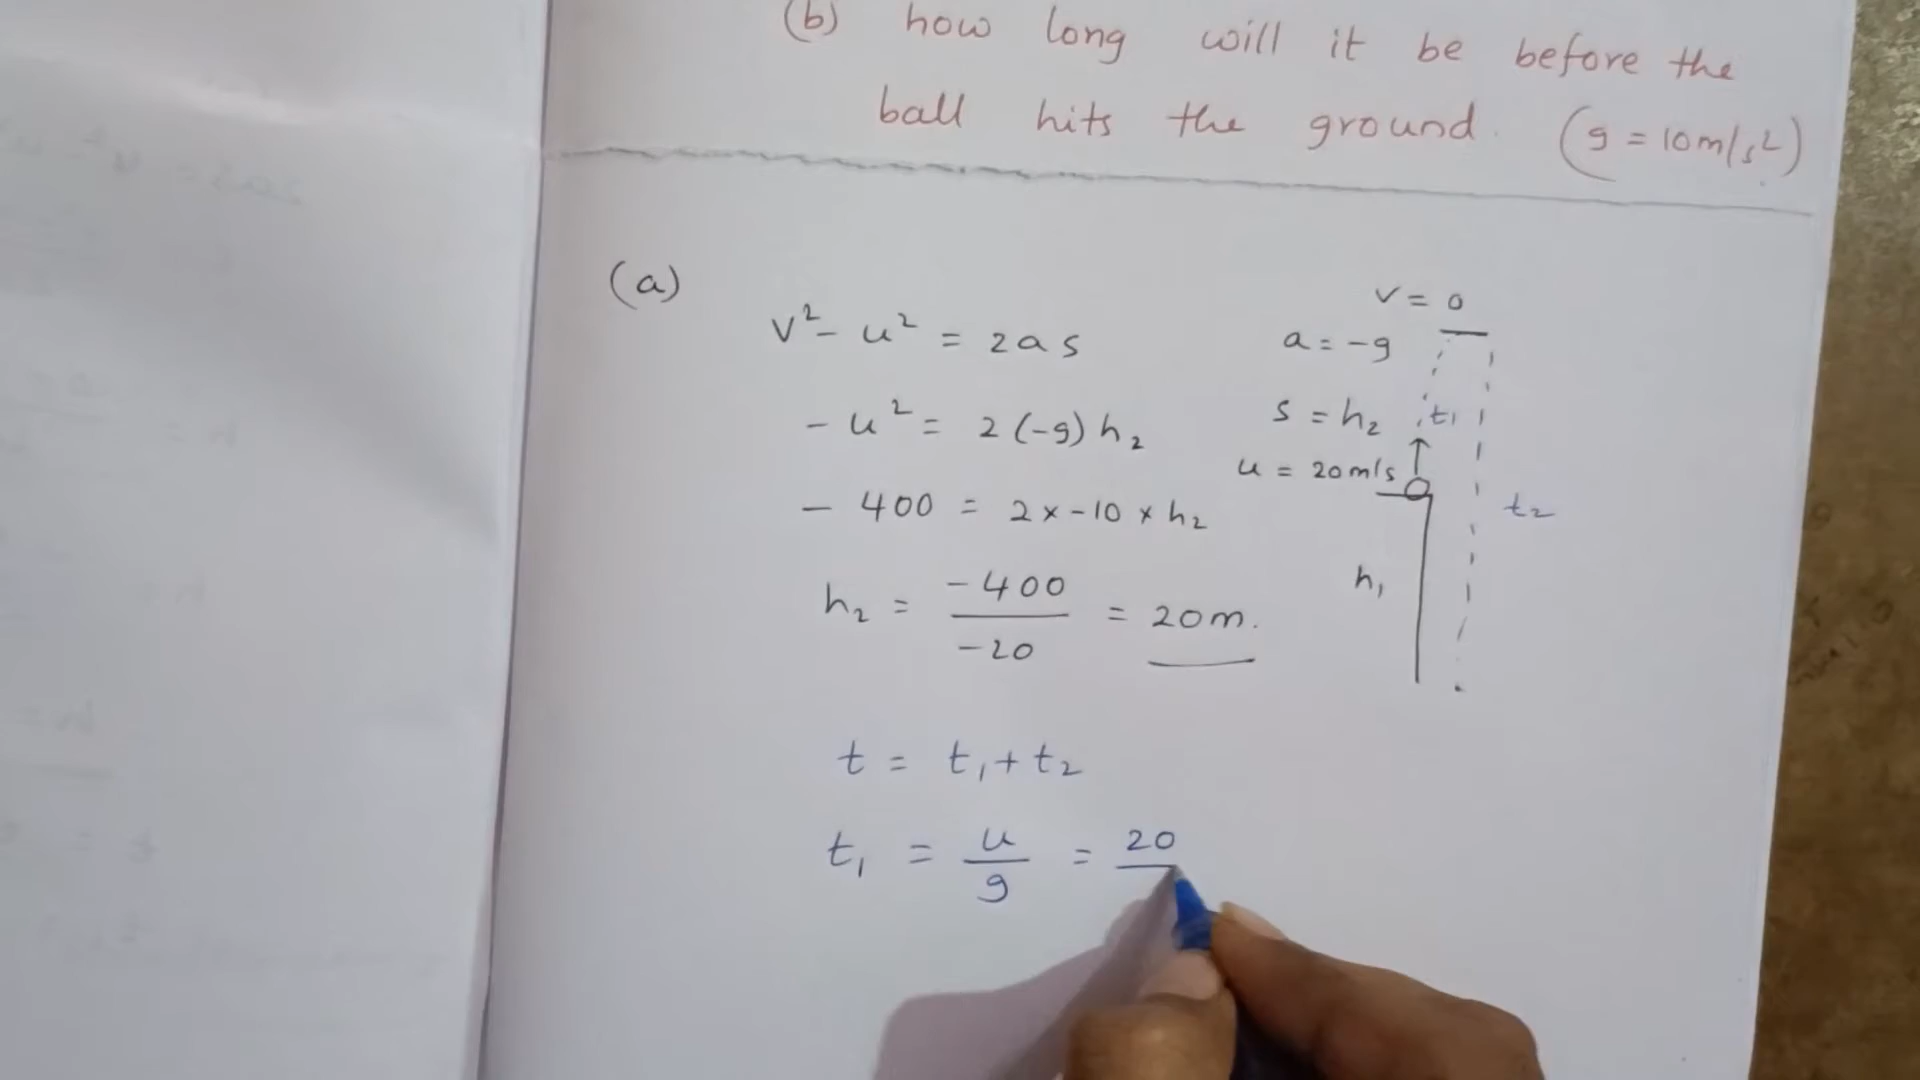 (b) how long will it be before the
ball hits the ground. (g = 10m/s²)
(a)
v² - u² = 2as
- u² = 2(-g)h₂
- 400 = 2 x -10 x h₂
h₂ = -400/-20 = 20m.
t = t₁ + t₂
t₁ = u/g = 20
v = 0
a = -g
s = h₂ t₁
u = 20m/s
t₂
h₁